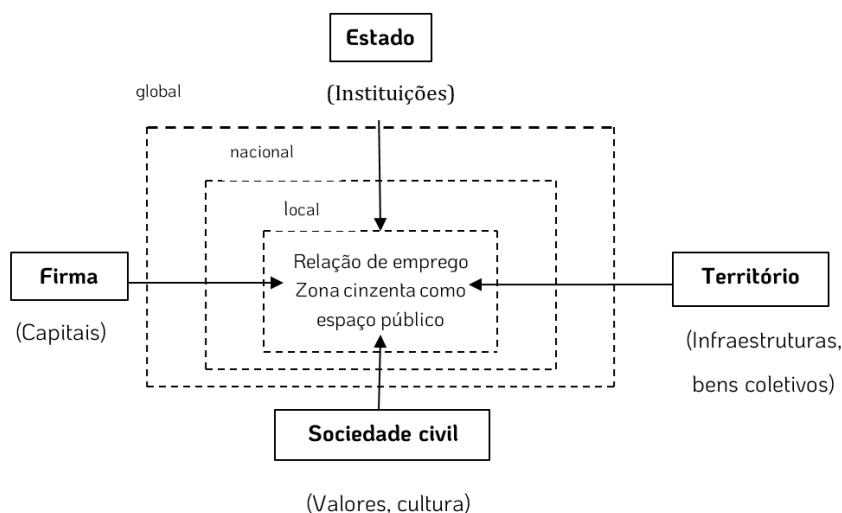 Estado
(Instituições)
global
nacional
local
Relação de emprego
Zona cinzenta como
espaço público
Firma
(Capitais)
Território
(Infraestruturas,
bens coletivos)
Sociedade civil
(Valores, cultura)